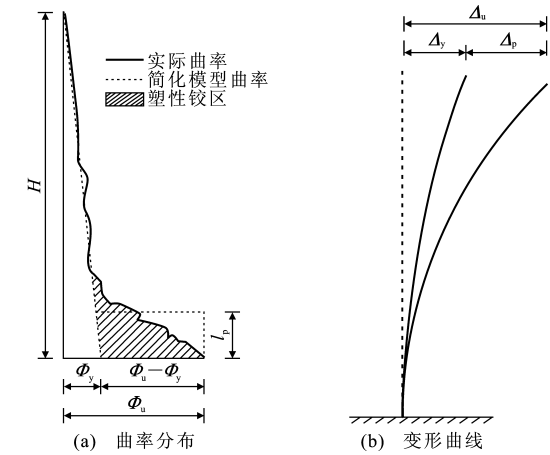 H
实际曲率
简化模型曲率
塑性铰区
l_p
Φ_y
Φ_u−Φ_y
Φ_u
(a) 曲率分布
Δ_u
Δ_y
Δ_p
(b) 变形曲线